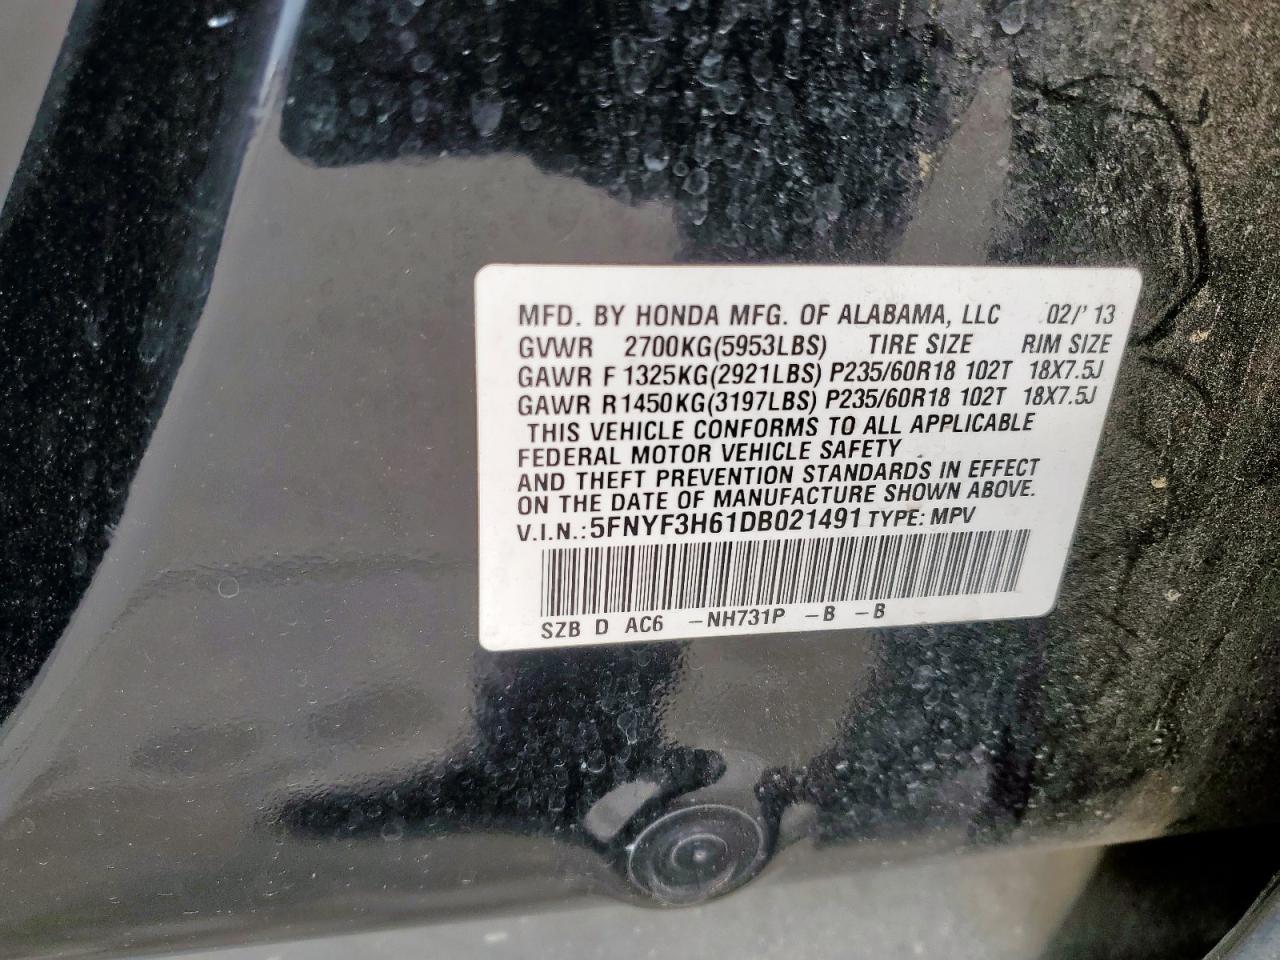 MFD. BY HONDA MFG. OF ALABAMA, LLC 02/'13
GVWR 2700KG(5953LBS) TIRE SIZE RIM SIZE
GAWR F 1325KG(2921LBS) P235/60R18 102T 18X7.5J
GAWR R1450KG(3197LBS) P235/60R18 102T 18X7.5J
THIS VEHICLE CONFORMS TO ALL APPLICABLE
FEDERAL MOTOR VEHICLE SAFETY
AND THEFT PREVENTION STANDARDS IN EFFECT
ON THE DATE OF MANUFACTURE SHOWN ABOVE.
V.I.N.:5FNYF3H61DB021491 TYPE: MPV
SZB D AC6 -NH731P -B -B